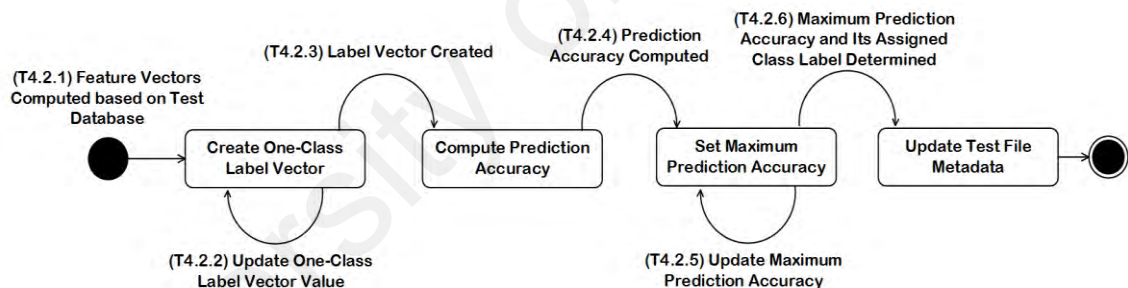 (T4.2.1) Feature Vectors
Computed based on Test
Database
Create One-Class
Label Vector
(T4.2.2) Update One-Class
Label Vector Value
(T4.2.3) Label Vector Created
Compute Prediction
Accuracy
(T4.2.4) Prediction
Accuracy Computed
Set Maximum
Prediction Accuracy
(T4.2.5) Update Maximum
Prediction Accuracy
(T4.2.6) Maximum Prediction
Accuracy and Its Assigned
Class Label Determined
Update Test File
Metadata